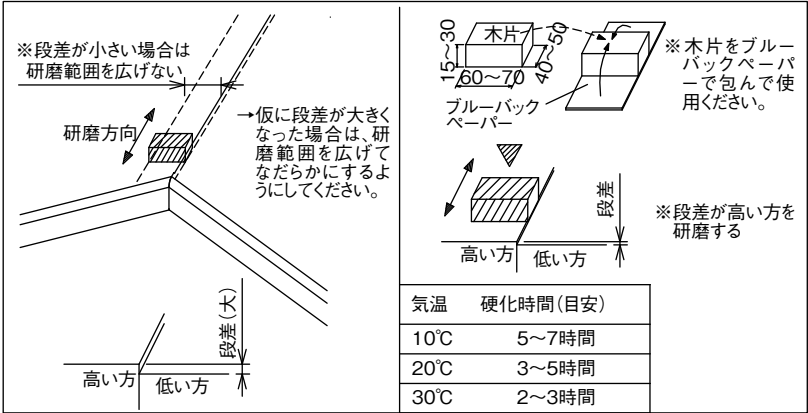 ※段差が小さい場合は
研磨範囲を広げない
研磨方向
→仮に段差が大きく
なった場合は、研
磨範囲を広げて
なだらかにするよ
うにしてください。
段差(大)
高い方
低い方
木片
15〜30
60〜70
40〜50
ブルーバック
ペーパー
※木片をブルー
バックペーパ
ーで包んで使
用ください。
段差
高い方
低い方
※段差が高い方を
研磨する
気温 硬化時間(目安)
10℃ 5〜7時間
20℃ 3〜5時間
30℃ 2〜3時間